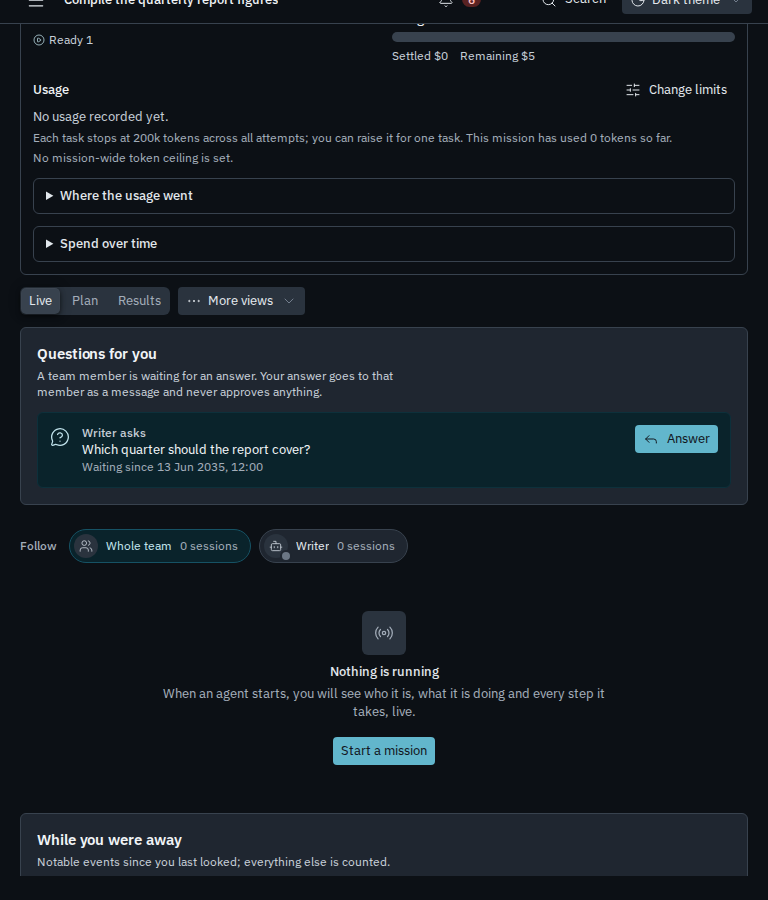 Compile the quarterly report figures
6
Search
Dark theme
Ready 1
Settled $0 Remaining $5
Usage
Change limits
No usage recorded yet.
Each task stops at 200k tokens across all attempts; you can raise it for one task. This mission has used 0 tokens so far.
No mission-wide token ceiling is set.
Where the usage went
Spend over time
Live Plan Results More views
Questions for you
A team member is waiting for an answer. Your answer goes to that
member as a message and never approves anything.
Writer asks
Which quarter should the report cover?
Waiting since 13 Jun 2035, 12:00
Answer
Follow Whole team 0 sessions Writer 0 sessions
Nothing is running
When an agent starts, you will see who it is, what it is doing and every step it
takes, live.
Start a mission
While you were away
Notable events since you last looked; everything else is counted.